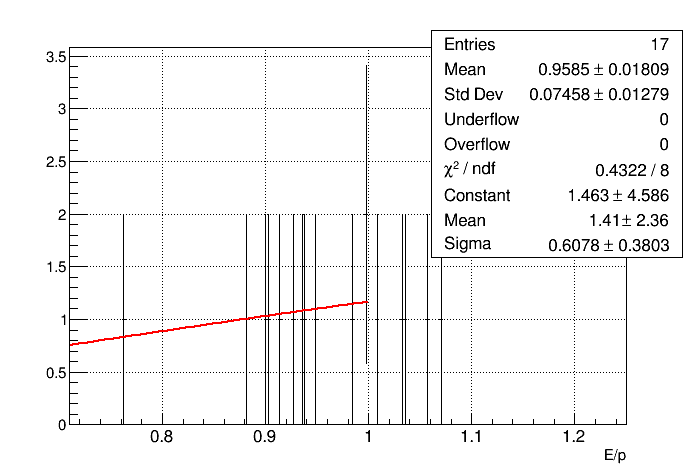 Entries 17
Mean 0.9585 ± 0.01809
Std Dev 0.07458 ± 0.01279
Underflow 0
Overflow 0
χ² / ndf 0.4322 / 8
Constant 1.463 ± 4.586
Mean 1.41± 2.36
Sigma 0.6078 ± 0.3803
3.5
3
2.5
2
1.5
1
0.5
0
0.8 0.9 1 1.1 1.2
E/p